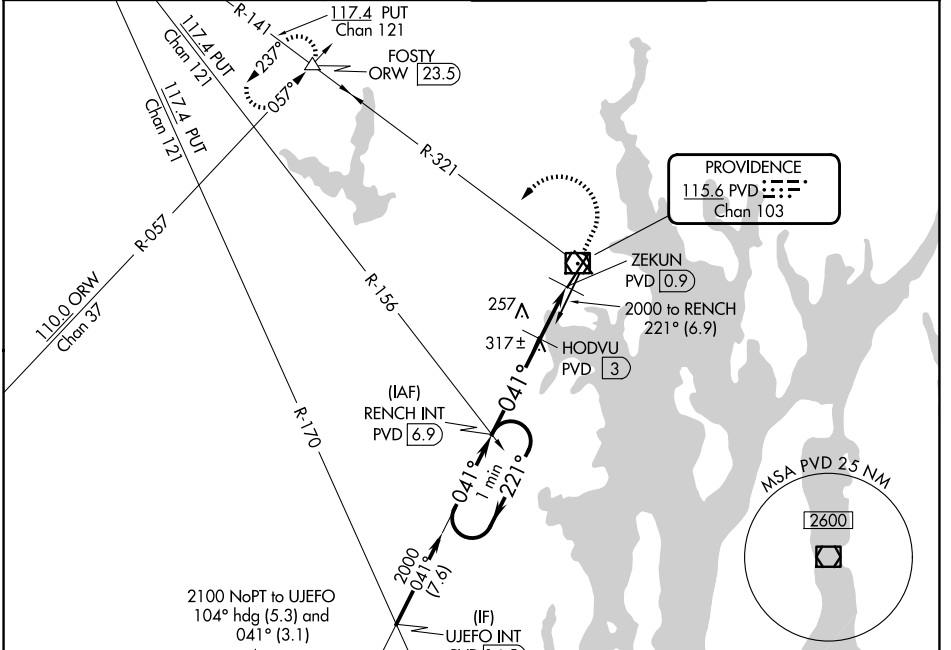 R-141
117.4 PUT
Chan 121
237°
057°
FOSTY
ORW 23.5
117.4 PUT
Chan 121
117.4 PUT
Chan 121
R-321
PROVIDENCE
115.6 PVD
Chan 103
R-057
110.0 ORW
Chan 37
R-156
ZEKUN
PVD 0.9
257
2000 to RENCH
221° (6.9)
317±
HODVU
PVD 3
041°
(IAF)
RENCH INT
PVD 6.9
R-170
041°
1 min
221°
MSA PVD 25 NM
2600
2000
041°
(7.6)
2100 NoPT to UJEFO
104° hdg (5.3) and
041° (3.1)
(IF)
UJEFO INT